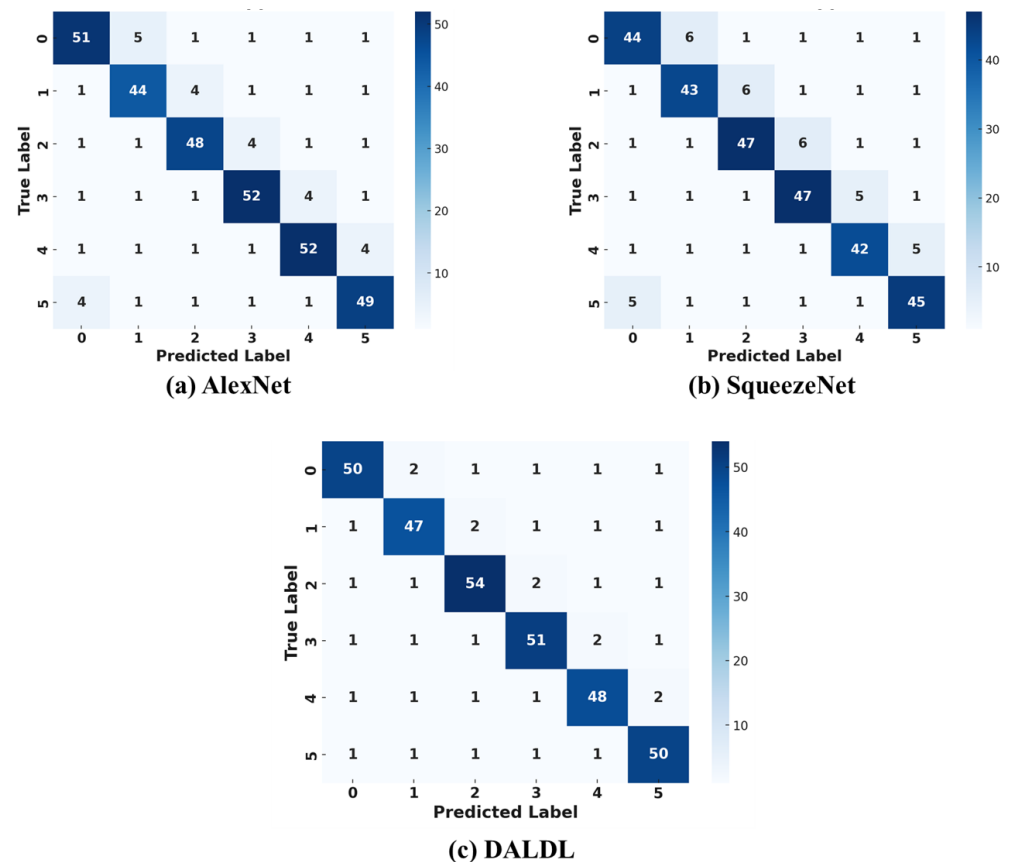 0 51 5 1 1 1 1
1 1 44 4 1 1 1
2 1 1 48 4 1 1
3 1 1 1 52 4 1
4 1 1 1 1 52 4
5 4 1 1 1 1 49
0 1 2 3 4 5
True Label
Predicted Label
50
40
30
20
10
(a) AlexNet
0 44 6 1 1 1 1
1 1 43 6 1 1 1
2 1 1 47 6 1 1
3 1 1 1 47 5 1
4 1 1 1 1 42 5
5 5 1 1 1 1 45
0 1 2 3 4 5
True Label
Predicted Label
40
30
20
10
(b) SqueezeNet
0 50 2 1 1 1 1
1 1 47 2 1 1 1
2 1 1 54 2 1 1
3 1 1 1 51 2 1
4 1 1 1 1 48 2
5 1 1 1 1 1 50
0 1 2 3 4 5
True Label
Predicted Label
50
40
30
20
10
(c) DALDL